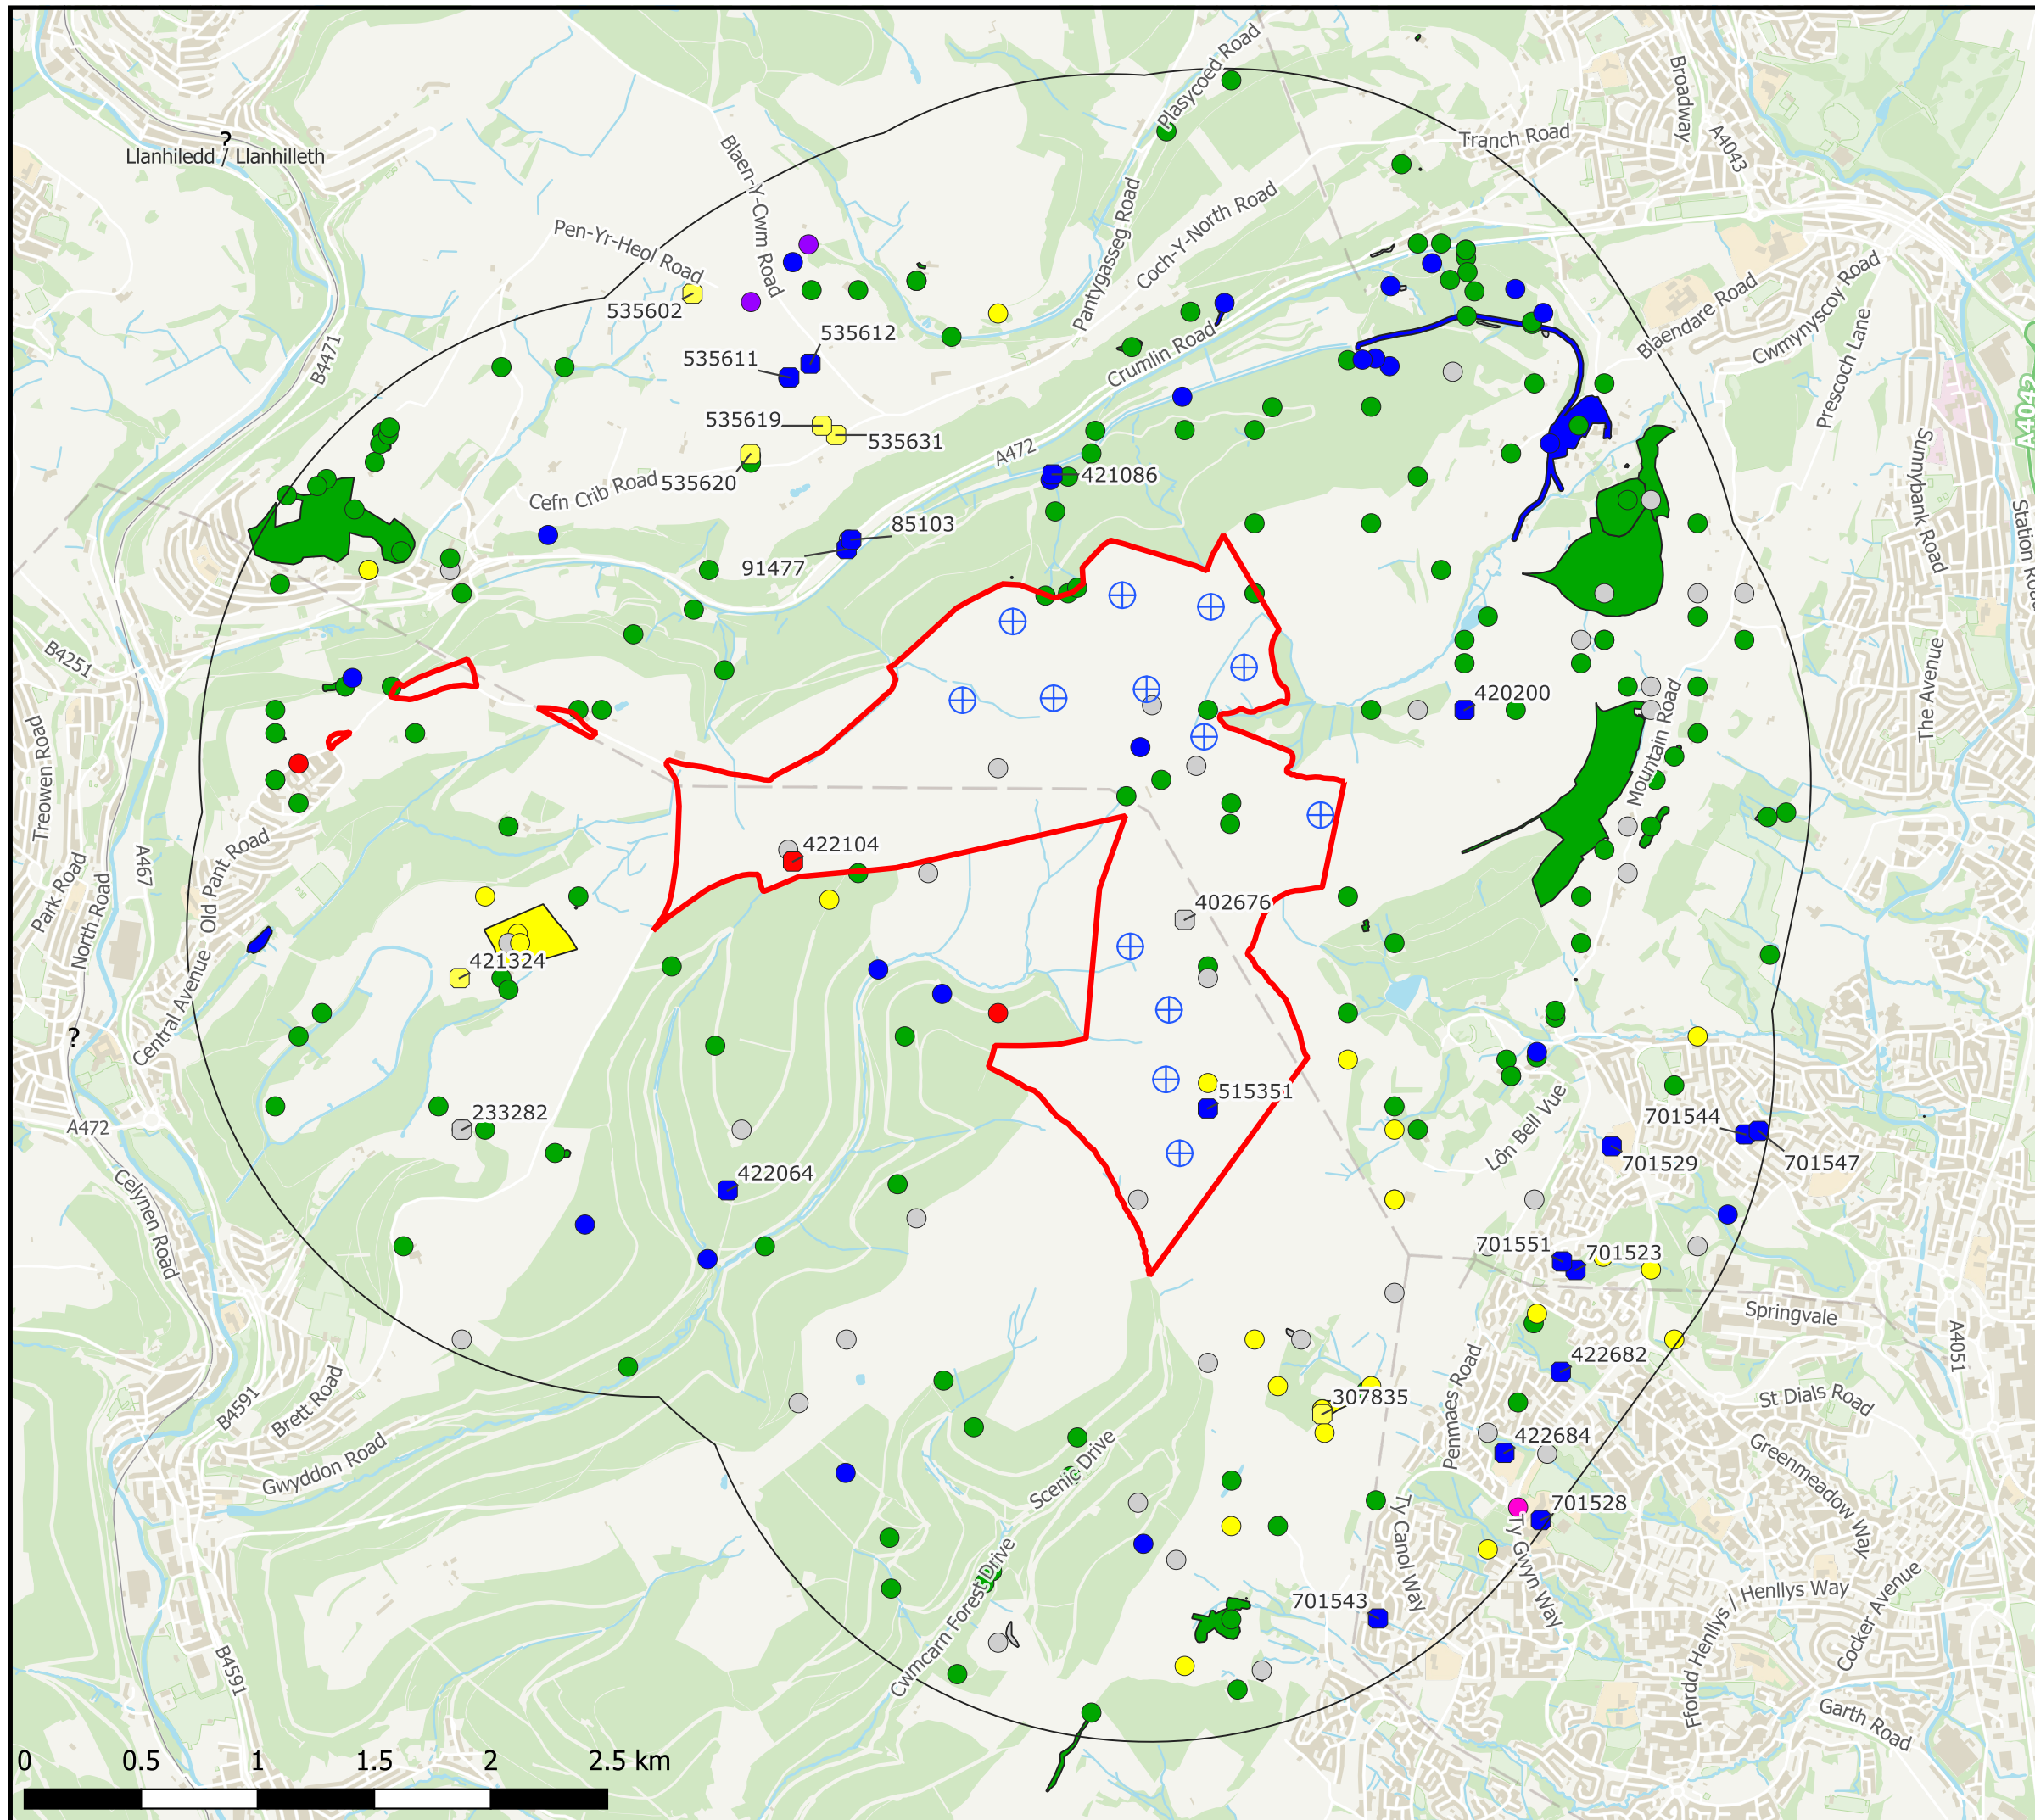 Plasycoed Road
Broadway
A4043
Tranch Road
?
Llanhiledd / Llanhilleth
Blaen-Y-Cwm Road
Pantygasseg Road
Coch-Y-North Road
Pen-Yr-Heol Road
535602
535612
535611
Crumlin Road
Blaendare Road
Cwmynyscoy Road
Prescoch Lane
B4471
535619
535631
A472
A4042
535620
421086
Cefn Crib Road
Sunnybank Road
Station Road
85103
91477
B4251
The Avenue
420200
Treowen Road
Mountain Road
422104
A467
Old Pant Road
Park Road
North Road
402676
421324
Central Avenue
?
515351
233282
A472
Lôn Bell Vue
701544
701529
701547
422064
Celynen Road
701551
701523
Springvale
A4051
422682
St Dials Road
307835
Penmaes Road
B4591
Brett Road
422684
Greenmeadow Way
Gwyddon Road
Scenic Drive
701528
Ty Canol Way
Ty Gwyn Way
Cwmcarn Forest Drive
701543
Ffordd Henllys / Henllys Way
Cocker Avenue
B4591
Garth Road
0 0.5 1 1.5 2 2.5 km